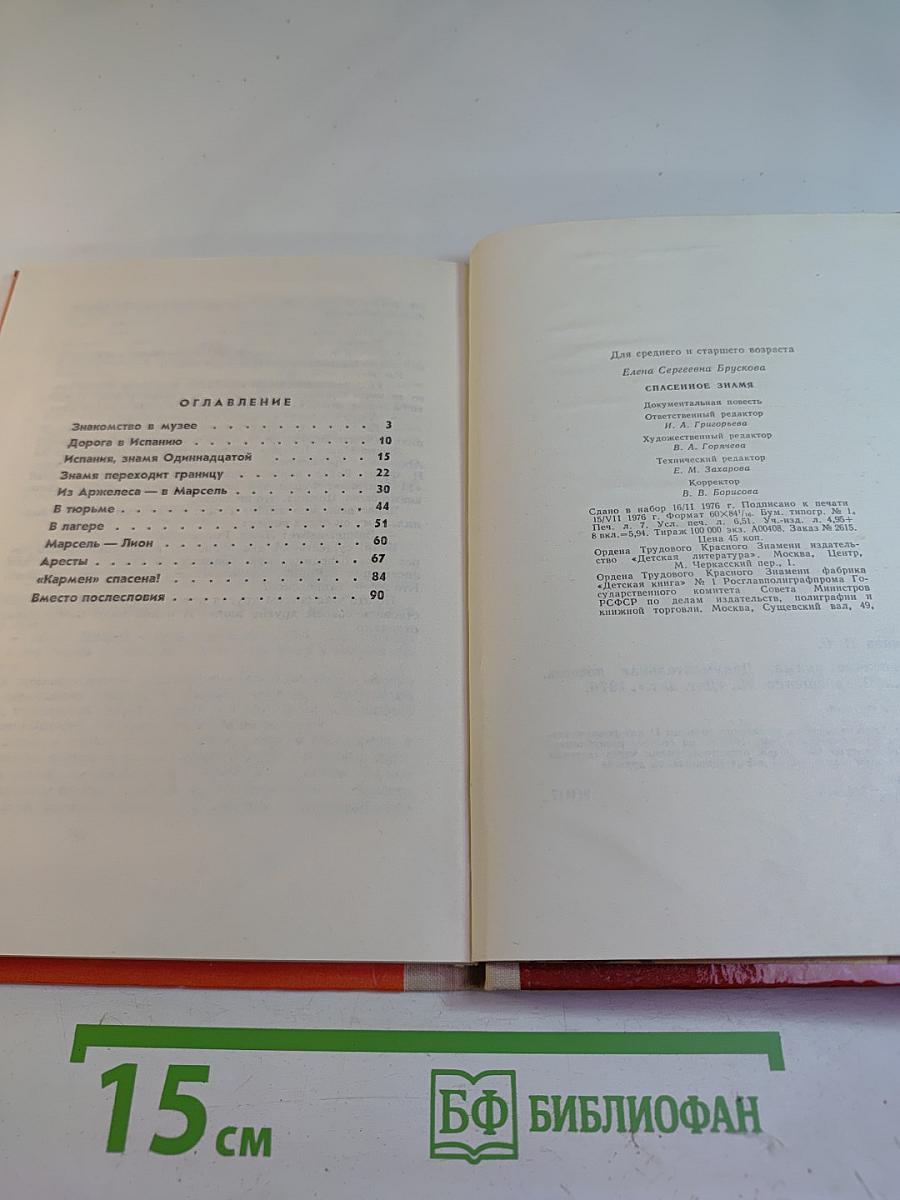 ОГЛАВЛЕНИЕ
Знакомство в музее . . . . . . . . . . 3
Дорога в Испанию . . . . . . . . . . . 10
Испания, знамя Одиннадцатой . . . . . . . 15
Знамя переходит границу . . . . . . . . . 22
Из Аржелеса — в Марсель . . . . . . . . . 30
В тюрьме . . . . . . . . . . . . . . . 44
В лагере . . . . . . . . . . . . . . . 51
Марсель — Лион . . . . . . . . . . . . 60
Аресты . . . . . . . . . . . . . . . . 67
«Кармен» спасена! . . . . . . . . . . . 84
Вместо послесловия . . . . . . . . . . . 90
Для среднего и старшего возраста
Елена Сергеевна Брускова
СПАСЕННОЕ ЗНАМЯ
Документальная повесть
Ответственный редактор
И. А. Григорьева
Художественный редактор
В. А. Горячева
Технический редактор
Е. М. Захарова
Корректор
В. В. Борисова
Сдано в набор 16/II 1976 г. Подписано к печати
15/VII 1976 г. Формат 60×84¹/₁₆. Бум. типогр. № 1.
Печ. л. 7. Усл. печ. л. 6,51. Уч.-изд. л. 4,95+
8 вкл.=5,94. Тираж 100 000 экз. А00408. Заказ № 2615.
Цена 45 коп.
Ордена Трудового Красного Знамени издатель-
ство «Детская литература». Москва, Центр,
М. Черкасский пер., 1.
Ордена Трудового Красного Знамени фабрика
«Детская книга» № 1 Росглавполиграфпрома Го-
сударственного комитета Совета Министров
РСФСР по делам издательств, полиграфии и
книжной торговли. Москва, Сущевский вал, 49.
15 см
БФ БИБЛИОФАН